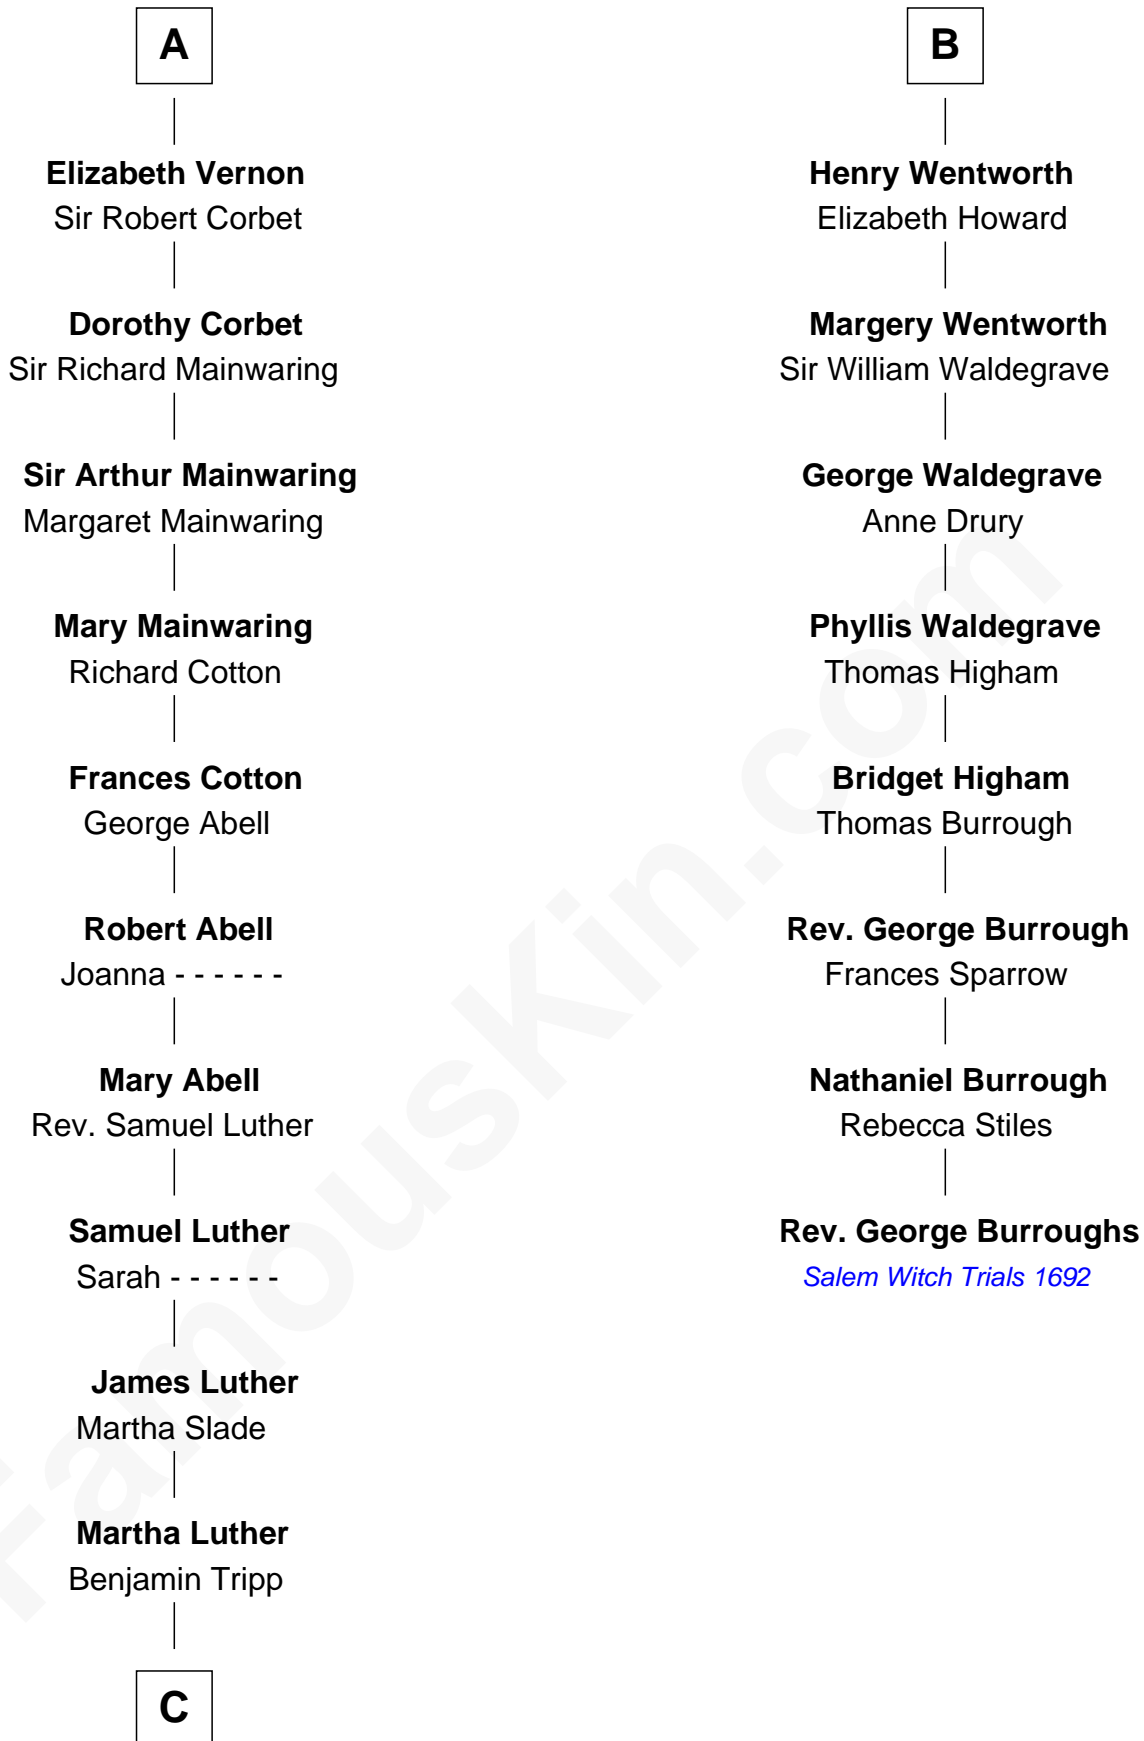 A
Elizabeth Vernon
Sir Robert Corbet
Dorothy Corbet
Sir Richard Mainwaring
Sir Arthur Mainwaring
Margaret Mainwaring
Mary Mainwaring
Richard Cotton
Frances Cotton
George Abell
Robert Abell
Joanna - - - - - -
Mary Abell
Rev. Samuel Luther
Samuel Luther
Sarah - - - - - -
James Luther
Martha Slade
Martha Luther
Benjamin Tripp
C
B
Henry Wentworth
Elizabeth Howard
Margery Wentworth
Sir William Waldegrave
George Waldegrave
Anne Drury
Phyllis Waldegrave
Thomas Higham
Bridget Higham
Thomas Burrough
Rev. George Burrough
Frances Sparrow
Nathaniel Burrough
Rebecca Stiles
Rev. George Burroughs
Salem Witch Trials 1692
FamousKin.com